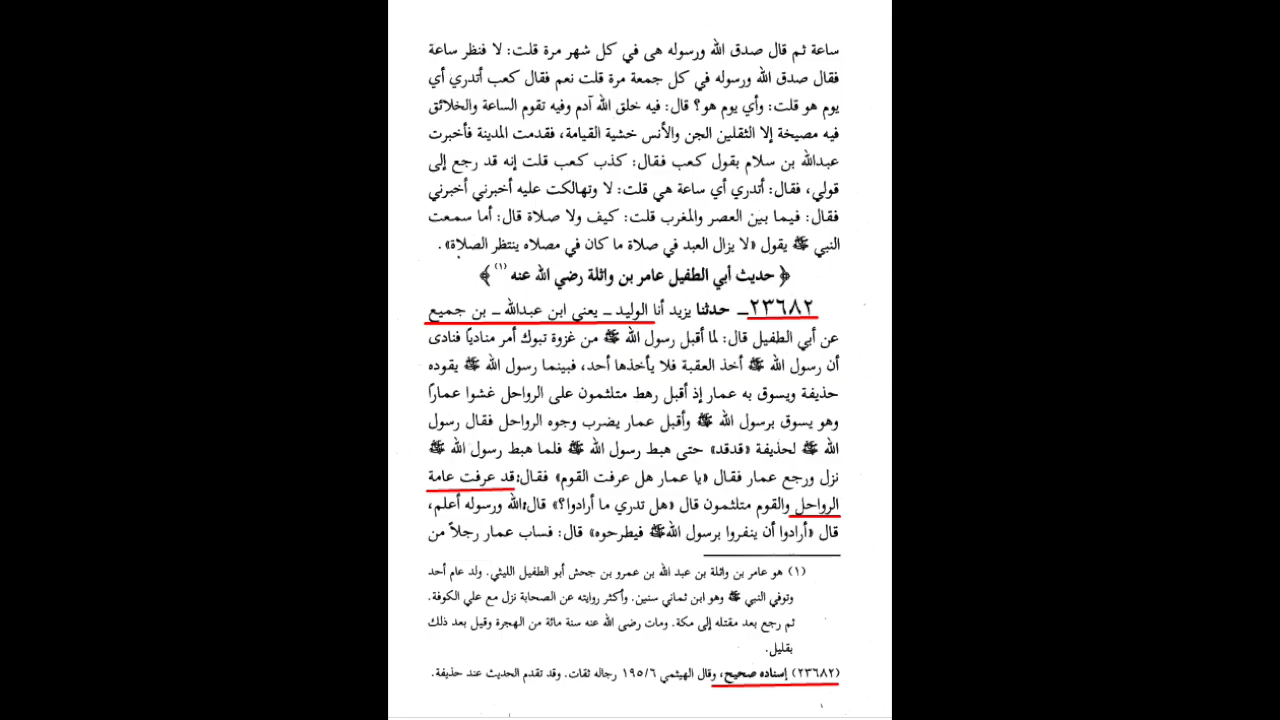 ساعة ثم قال صدق الله ورسوله هى في كل شهر مرة قلت: لا فنظر ساعة
فقال صدق الله ورسوله في كل جمعة مرة قلت نعم فقال كعب أتدري أي
يوم هو قلت: وأي يوم هو؟ قال: فيه خلق الله آدم وفيه تقوم الساعة والخلائق
فيه مصيخة إلا الثقلين الجن والأنس خشية القيامة، فقدمت المدينة فأخبرت
عبدالله بن سلام بقول كعب فقال: كذب كعب قلت إنه قد رجع إلى
قولي، فقال: أتدري أي ساعة هي قلت: لا وتهالكت عليه أخبرني أخبرني
فقال: فيما بين العصر والمغرب قلت: كيف ولا صلاة قال: أما سمعت
النبي ﷺ يقول «لا يزال العبد في صلاة ما كان في مصلاه ينتظر الصلاة».
﴿ حديث أبي الطفيل عامر بن واثلة رضي الله عنه (١) ﴾
٢٣٦٨٢ـ حدثنا يزيد أنا الوليد ـ يعني ابن عبدالله ـ بن جميع
عن أبي الطفيل قال: لما أقبل رسول الله ﷺ من غزوة تبوك أمر مناديًا فنادى
أن رسول الله ﷺ أخذ العقبة فلا يأخذها أحد، فبينما رسول الله ﷺ يقوده
حذيفة ويسوق به عمار إذ أقبل رهط متلثمون على الرواحل غشوا عمارًا
وهو يسوق برسول الله ﷺ وأقبل عمار يضرب وجوه الرواحل فقال رسول
الله ﷺ لحذيفة «قدقد» حتى هبط رسول الله ﷺ فلما هبط رسول الله ﷺ
نزل ورجع عمار فقال «يا عمار هل عرفت القوم» فقال: قد عرفت عامة
الرواحل والقوم متلثمون قال «هل تدري ما أرادوا؟» قال: الله ورسوله أعلم،
قال «أرادوا أن ينفروا برسول الله ﷺ فيطرحوه» قال: فساب عمار رجلاً من
(١) هو عامر بن واثلة بن عبد الله بن عمرو بن جحش أبو الطفيل الليثي. ولد عام أحد
وتوفي النبي ﷺ وهو ابن ثماني سنين. وأكثر روايته عن الصحابة نزل مع علي الكوفة.
ثم رجع بعد مقتله إلى مكة. ومات رضى الله عنه سنة مائة من الهجرة وقيل بعد ذلك
بقليل.
(٢٣٦٨٢) إسناده صحيح، وقال الهيثمي ١٩٥/٦ رجاله ثقات. وقد تقدم الحديث عند حذيفة.